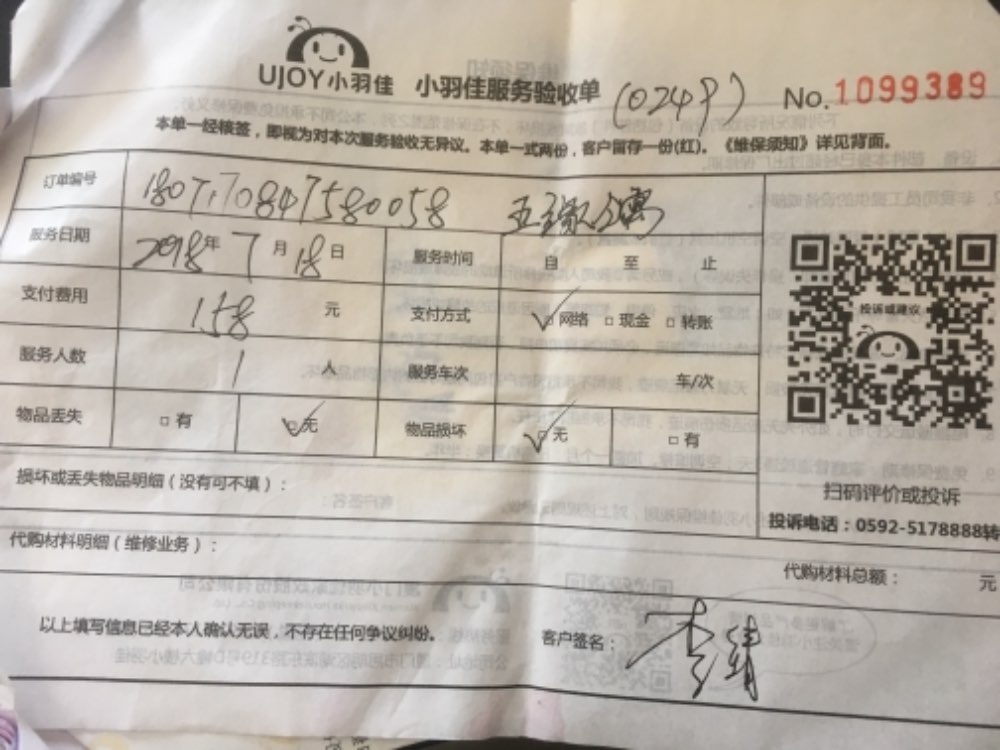 UJOY小羽佳 小羽佳服务验收单 (0249) No.1099389
本单一经核签，即视为对本次服务验收无异议。本单一式两份，客户留存一份(红)。《维保须知》详见背面。
订单编号 1807170847580058
服务日期 2018年7月18日 服务时间 自 至 止
支付费用 158 元 支付方式 ☑网络 □现金 □转账
投诉或建议
服务人数 1 人 服务车次 车/次
物品丢失 □有 ☑无 物品损坏 ☑无 □有
扫码评价或投诉
损坏或丢失物品明细（没有可不填）：
投诉电话：0592-5178888转
代购材料明细（维修业务）：
代购材料总额： 元
以上填写信息已经本人确认无误，不存在任何争议纠纷。 客户签名：李